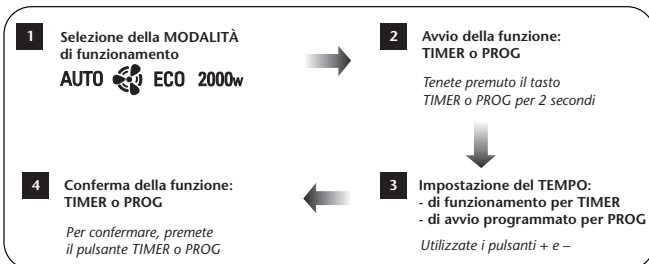 1
Selezione della MODALITÀ
di funzionamento
AUTO ECO 2000w
2
Avvio della funzione:
TIMER o PROG
Tenete premuto il tasto
TIMER o PROG per 2 secondi
3
Impostazione del TEMPO:
- di funzionamento per TIMER
- di avvio programmato per PROG
Utilizzate i pulsanti + e –
4
Conferma della funzione:
TIMER o PROG
Per confermare, premete
il pulsante TIMER o PROG